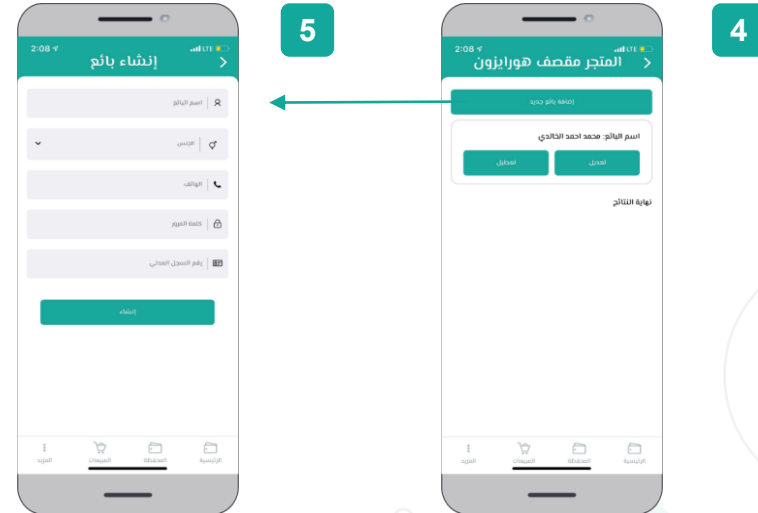 4
2:08
LTE
المتجر مقصف هورايزون
إضافة بائع جديد
اسم البائع: محمد احمد الخالدي
تعديل
تعطيل
نهاية النتائج
الرئيسية
المحفظة
المبيعات
المزيد
5
2:08
LTE
إنشاء بائع
اسم البائع
الجنس
الهاتف
كلمة المرور
رقم السجل المدني
إنشاء
الرئيسية
المحفظة
المبيعات
المزيد